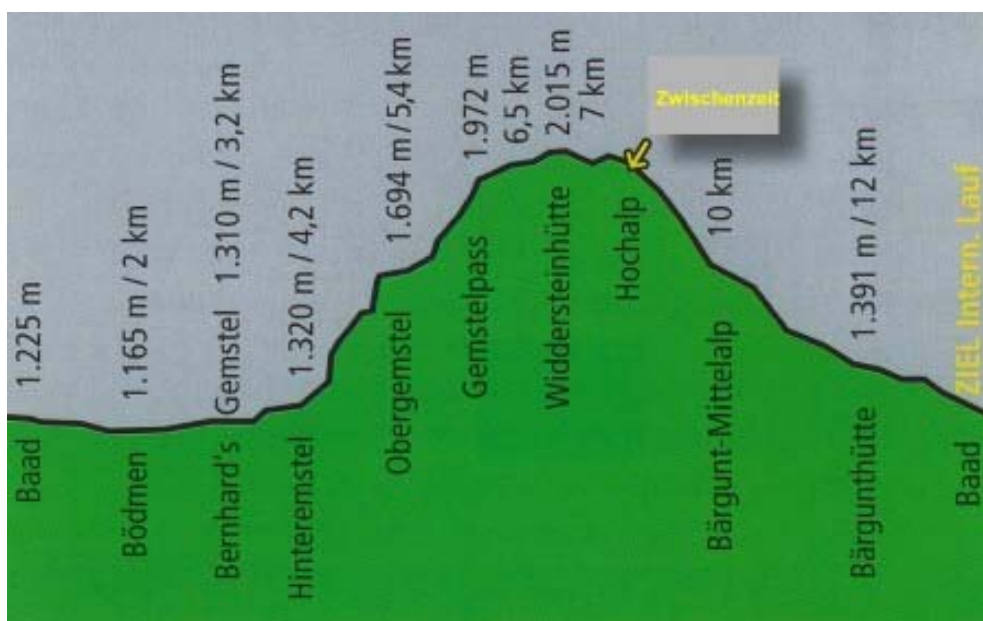 Baad
1.225 m
Bödmen
1.165 m / 2 km
Bernhard's Gemstel 1.310 m / 3,2 km
Hinteremstel
1.320 m / 4,2 km
Obergemstel
1.694 m / 5,4 km
Gemstelpass
1.972 m
6,5 km
Widdersteinhütte
2.015 m
7 km
Hochalp
Zwischenzeit
Bärgunt-Mittelalp
10 km
Bärgunthütte
1.391 m / 12 km
Baad
ZIEL Intern. Lauf